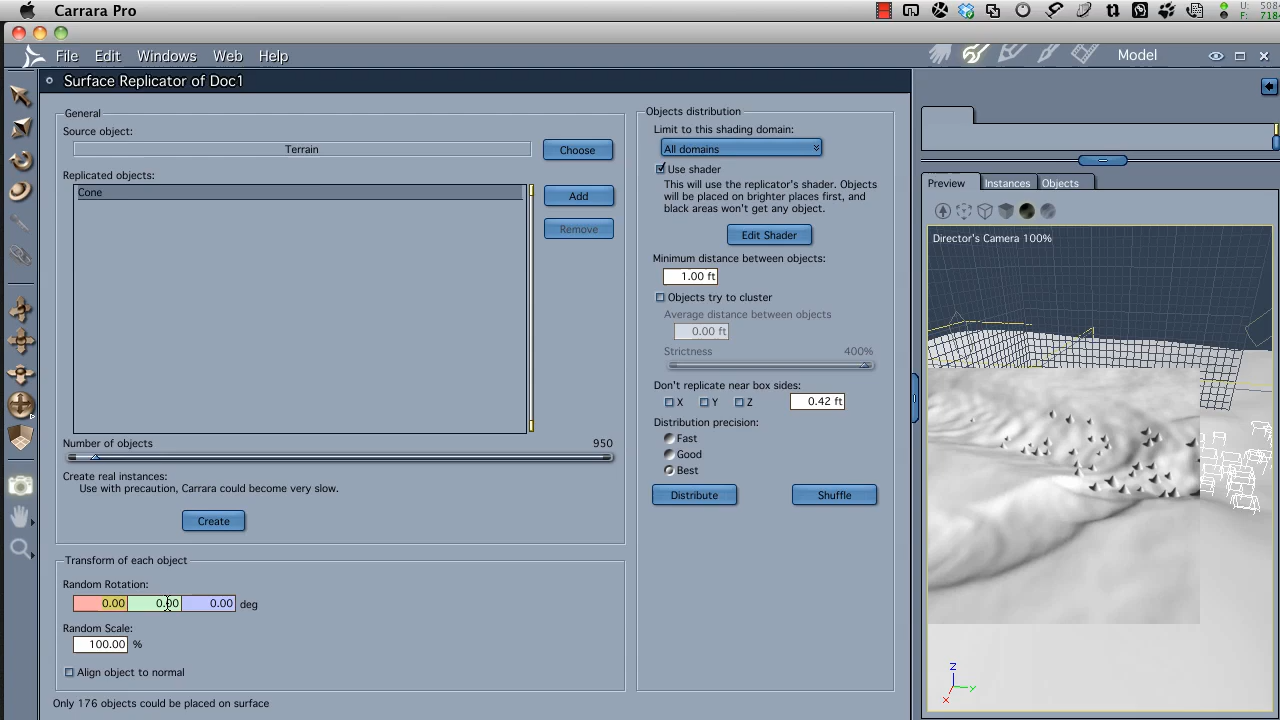 Carrara Pro
U: 508
F: 718
File Edit Windows Web Help
Model
Surface Replicator of Doc1
General
Source object:
Terrain
Choose
Replicated objects:
Cone
Add
Remove
Number of objects 950
Create real instances:
Use with precaution, Carrara could become very slow.
Create
Transform of each object
Random Rotation:
0.00 0.00 0.00 deg
Random Scale:
100.00 %
Align object to normal
Only 176 objects could be placed on surface
Objects distribution
Limit to this shading domain:
All domains
Use shader
This will use the replicator's shader. Objects
will be placed on brighter places first, and
black areas won't get any object.
Edit Shader
Minimum distance between objects:
1.00 ft
Objects try to cluster
Average distance between objects
0.00 ft
Strictness 400%
Don't replicate near box sides:
X Y Z 0.42 ft
Distribution precision:
Fast
Good
Best
Distribute Shuffle
Preview Instances Objects
Director's Camera 100%
Z
X Y